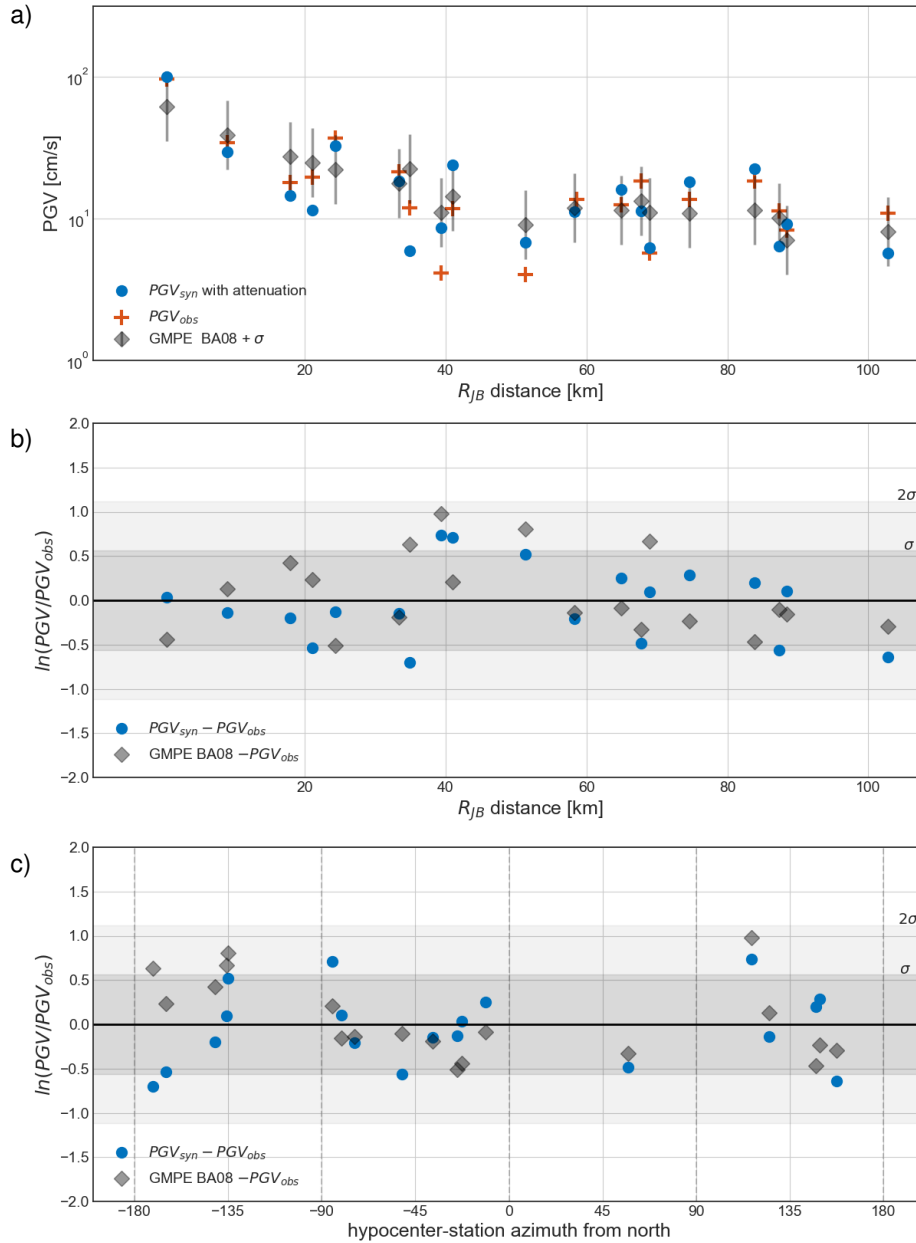 a)
10²
10¹
10⁰
PGV [cm/s]
PGV_syn with attenuation
PGV_obs
GMPE BA08 + σ
20
40
60
80
100
R_JB distance [km]
b)
2.0
1.5
1.0
0.5
0.0
−0.5
−1.0
−1.5
−2.0
ln(PGV/PGV_obs)
2σ
σ
PGV_syn − PGV_obs
GMPE BA08 −PGV_obs
20
40
60
80
100
R_JB distance [km]
c)
2.0
1.5
1.0
0.5
0.0
−0.5
−1.0
−1.5
−2.0
ln(PGV/PGV_obs)
2σ
σ
PGV_syn − PGV_obs
GMPE BA08 −PGV_obs
−180
−135
−90
−45
0
45
90
135
180
hypocenter-station azimuth from north